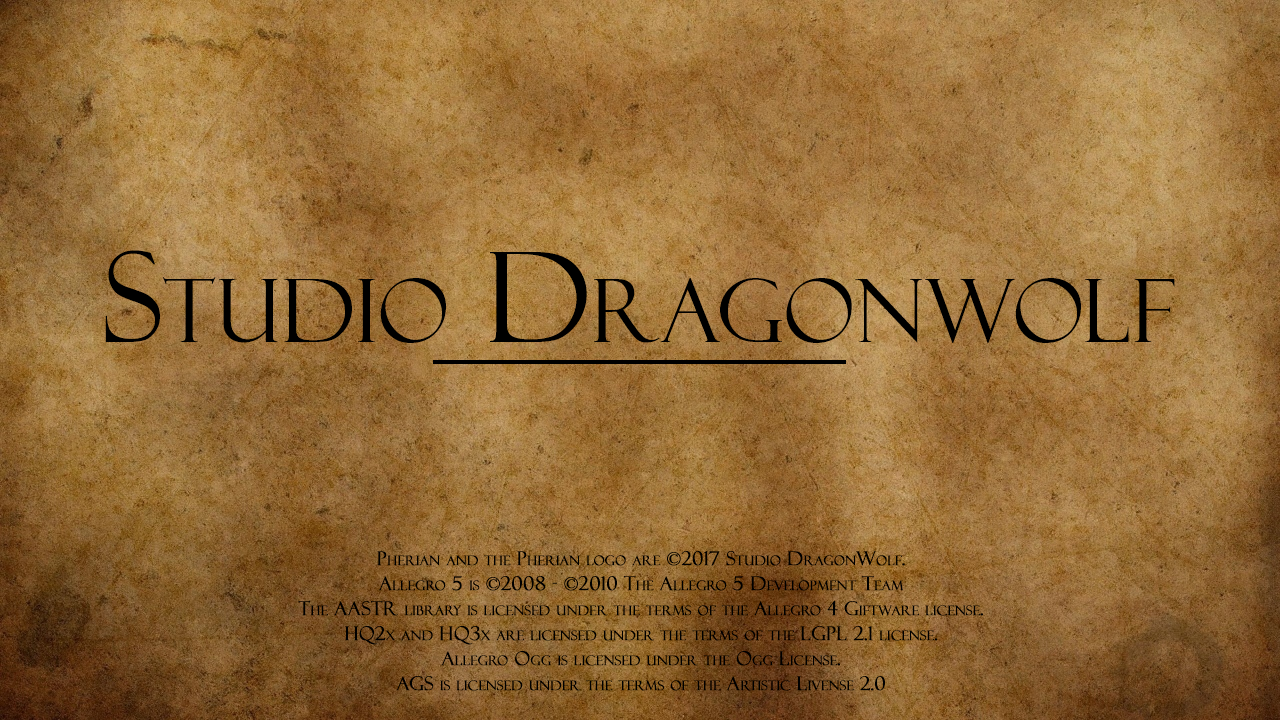 Studio Dragonwolf
Pherian and the Pherian logo are ©2017 Studio DragonWolf.
Allegro 5 is ©2008 - ©2010 The Allegro 5 Development Team
The AASTR library is licensed under the terms of the Allegro 4 Giftware license.
HQ2x and HQ3x are licensed under the terms of the LGPL 2.1 license.
Allegro Ogg is licensed under the Ogg License.
AGS is licensed under the terms of the Artistic Livense 2.0